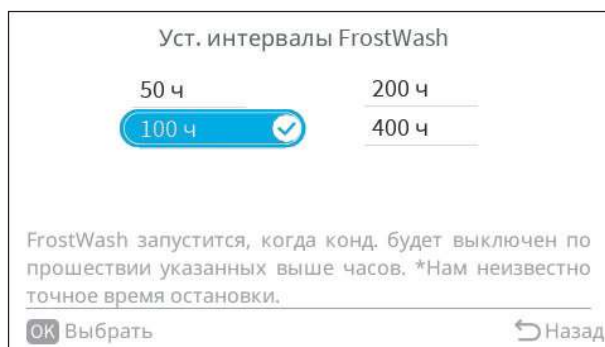 Уст. интервалы FrostWash
50 ч
200 ч
100 ч
400 ч
FrostWash запустится, когда конд. будет выключен по
прошествии указанных выше часов. *Нам неизвестно
точное время остановки.
OK Выбрать
Назад